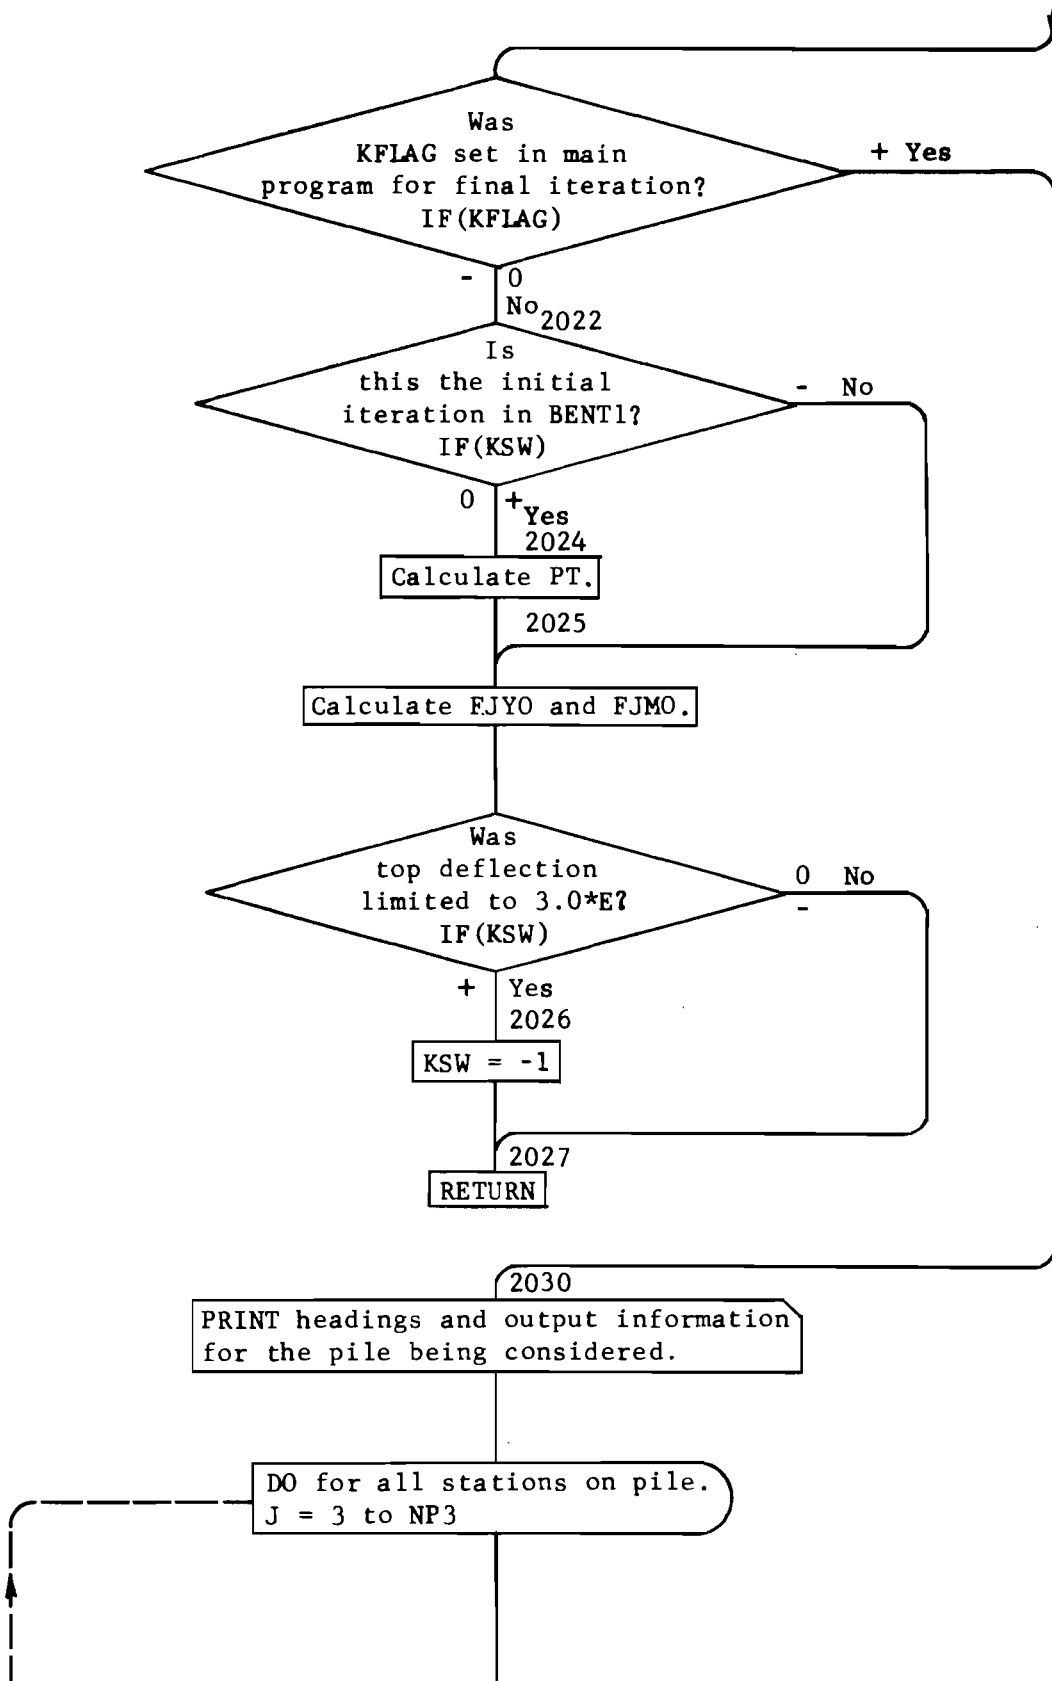 Was
KFLAG set in main
program for final iteration?
IF(KFLAG)
+ Yes
- 0
No
2022
Is
this the initial
iteration in BENT1?
IF(KSW)
- No
0 +
Yes
2024
Calculate PT.
2025
Calculate FJYO and FJMO.
Was
top deflection
limited to 3.0*E?
IF(KSW)
0 No
-
+ Yes
2026
KSW = -1
2027
RETURN
2030
PRINT headings and output information
for the pile being considered.
DO for all stations on pile.
J = 3 to NP3